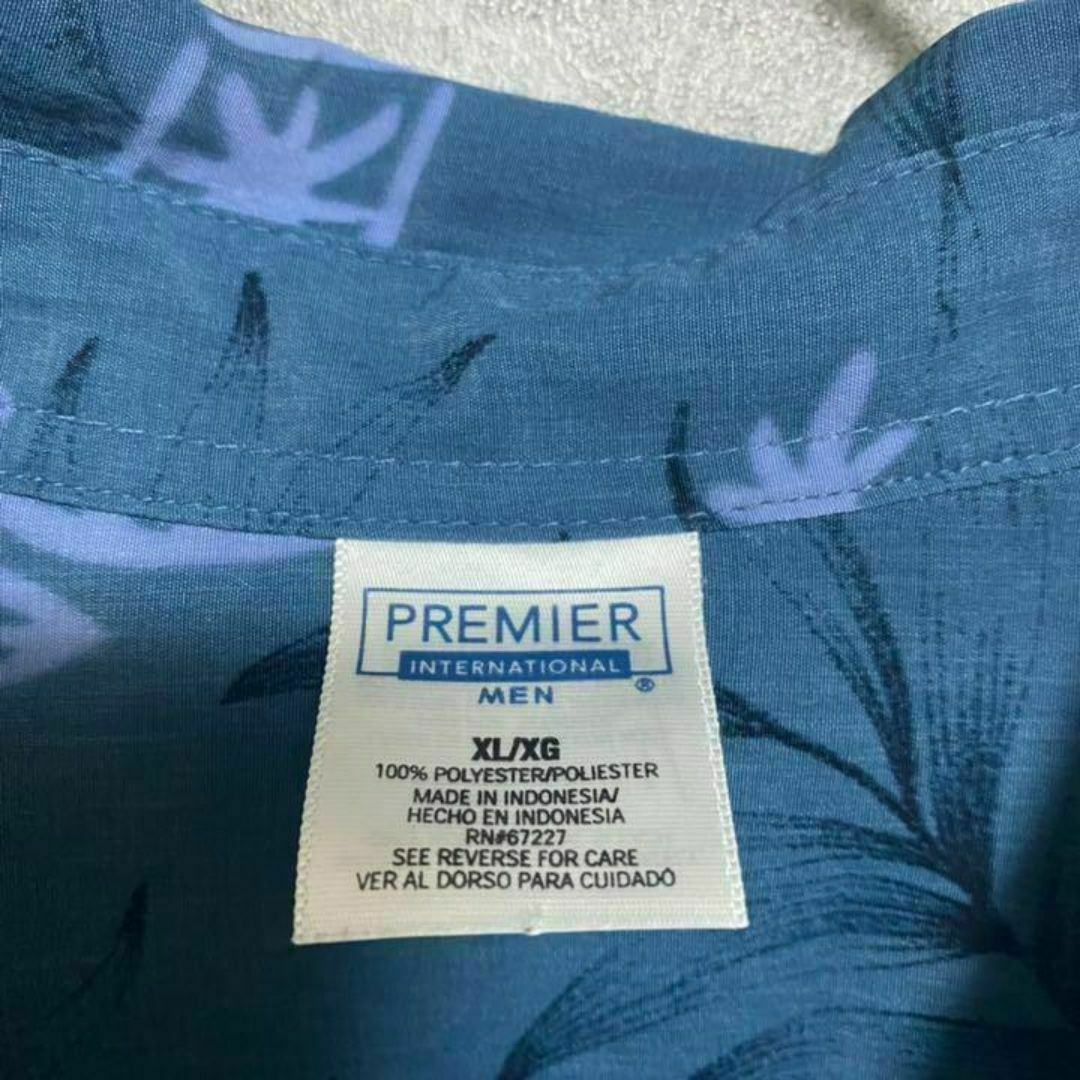 PREMIER
INTERNATIONAL
®
MEN
XL/XG
100% POLYESTER/POLIESTER
MADE IN INDONESIA/
HECHO EN INDONESIA
RN#67227
SEE REVERSE FOR CARE
VER AL DORSO PARA CUIDADO